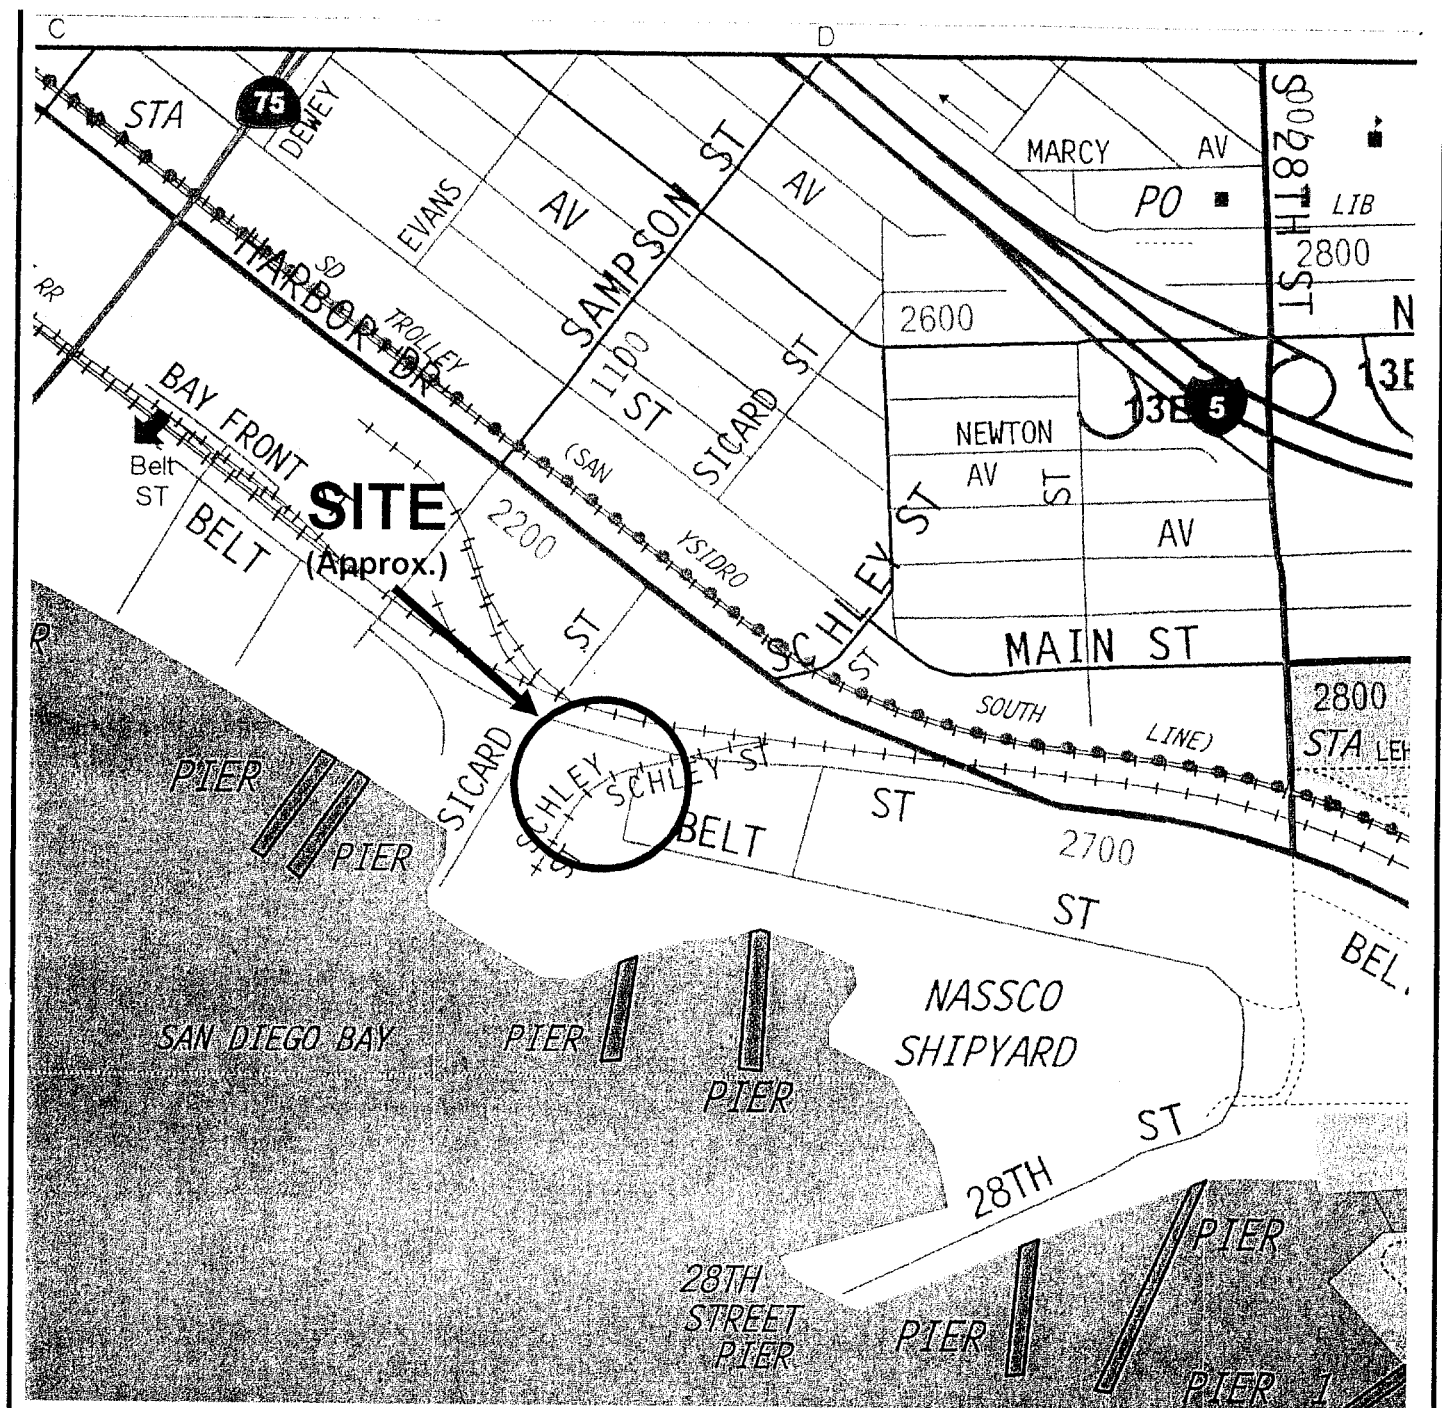 C
D
75
STA
DEWEY
EVANS
AV
SAMPSON ST
AV
MARCY AV
S 28TH ST
PO
LIB
2800
2600
N
RR
HARBOR DR
SD
TROLLEY
1100
ST
SICARD ST
13B
5
BAY FRONT
Belt
ST
BELT
SITE
(Approx.)
2200
(SAN
YSIDRO
NEWTON
AV
ST
AV
SCHLEY ST
ST
ST
MAIN ST
SOUTH
LINE)
2800
STA
LEH
R
PIER
PIER
SICARD
SCHLEY
ST
SCHLEY ST
BELT
ST
2700
ST
BEL
NASSCO
SHIPYARD
SAN DIEGO BAY
PIER
PIER
ST
28TH
28TH
STREET
PIER
PIER
PIER
PIER 1